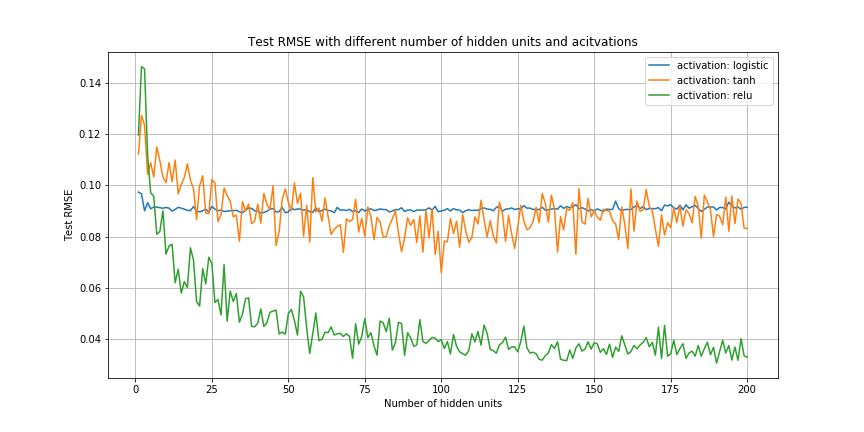 Test RMSE with different number of hidden units and acitvations
activation: logistic
activation: tanh
activation: relu
Test RMSE
0.14
0.12
0.10
0.08
0.06
0.04
0 25 50 75 100 125 150 175 200
Number of hidden units